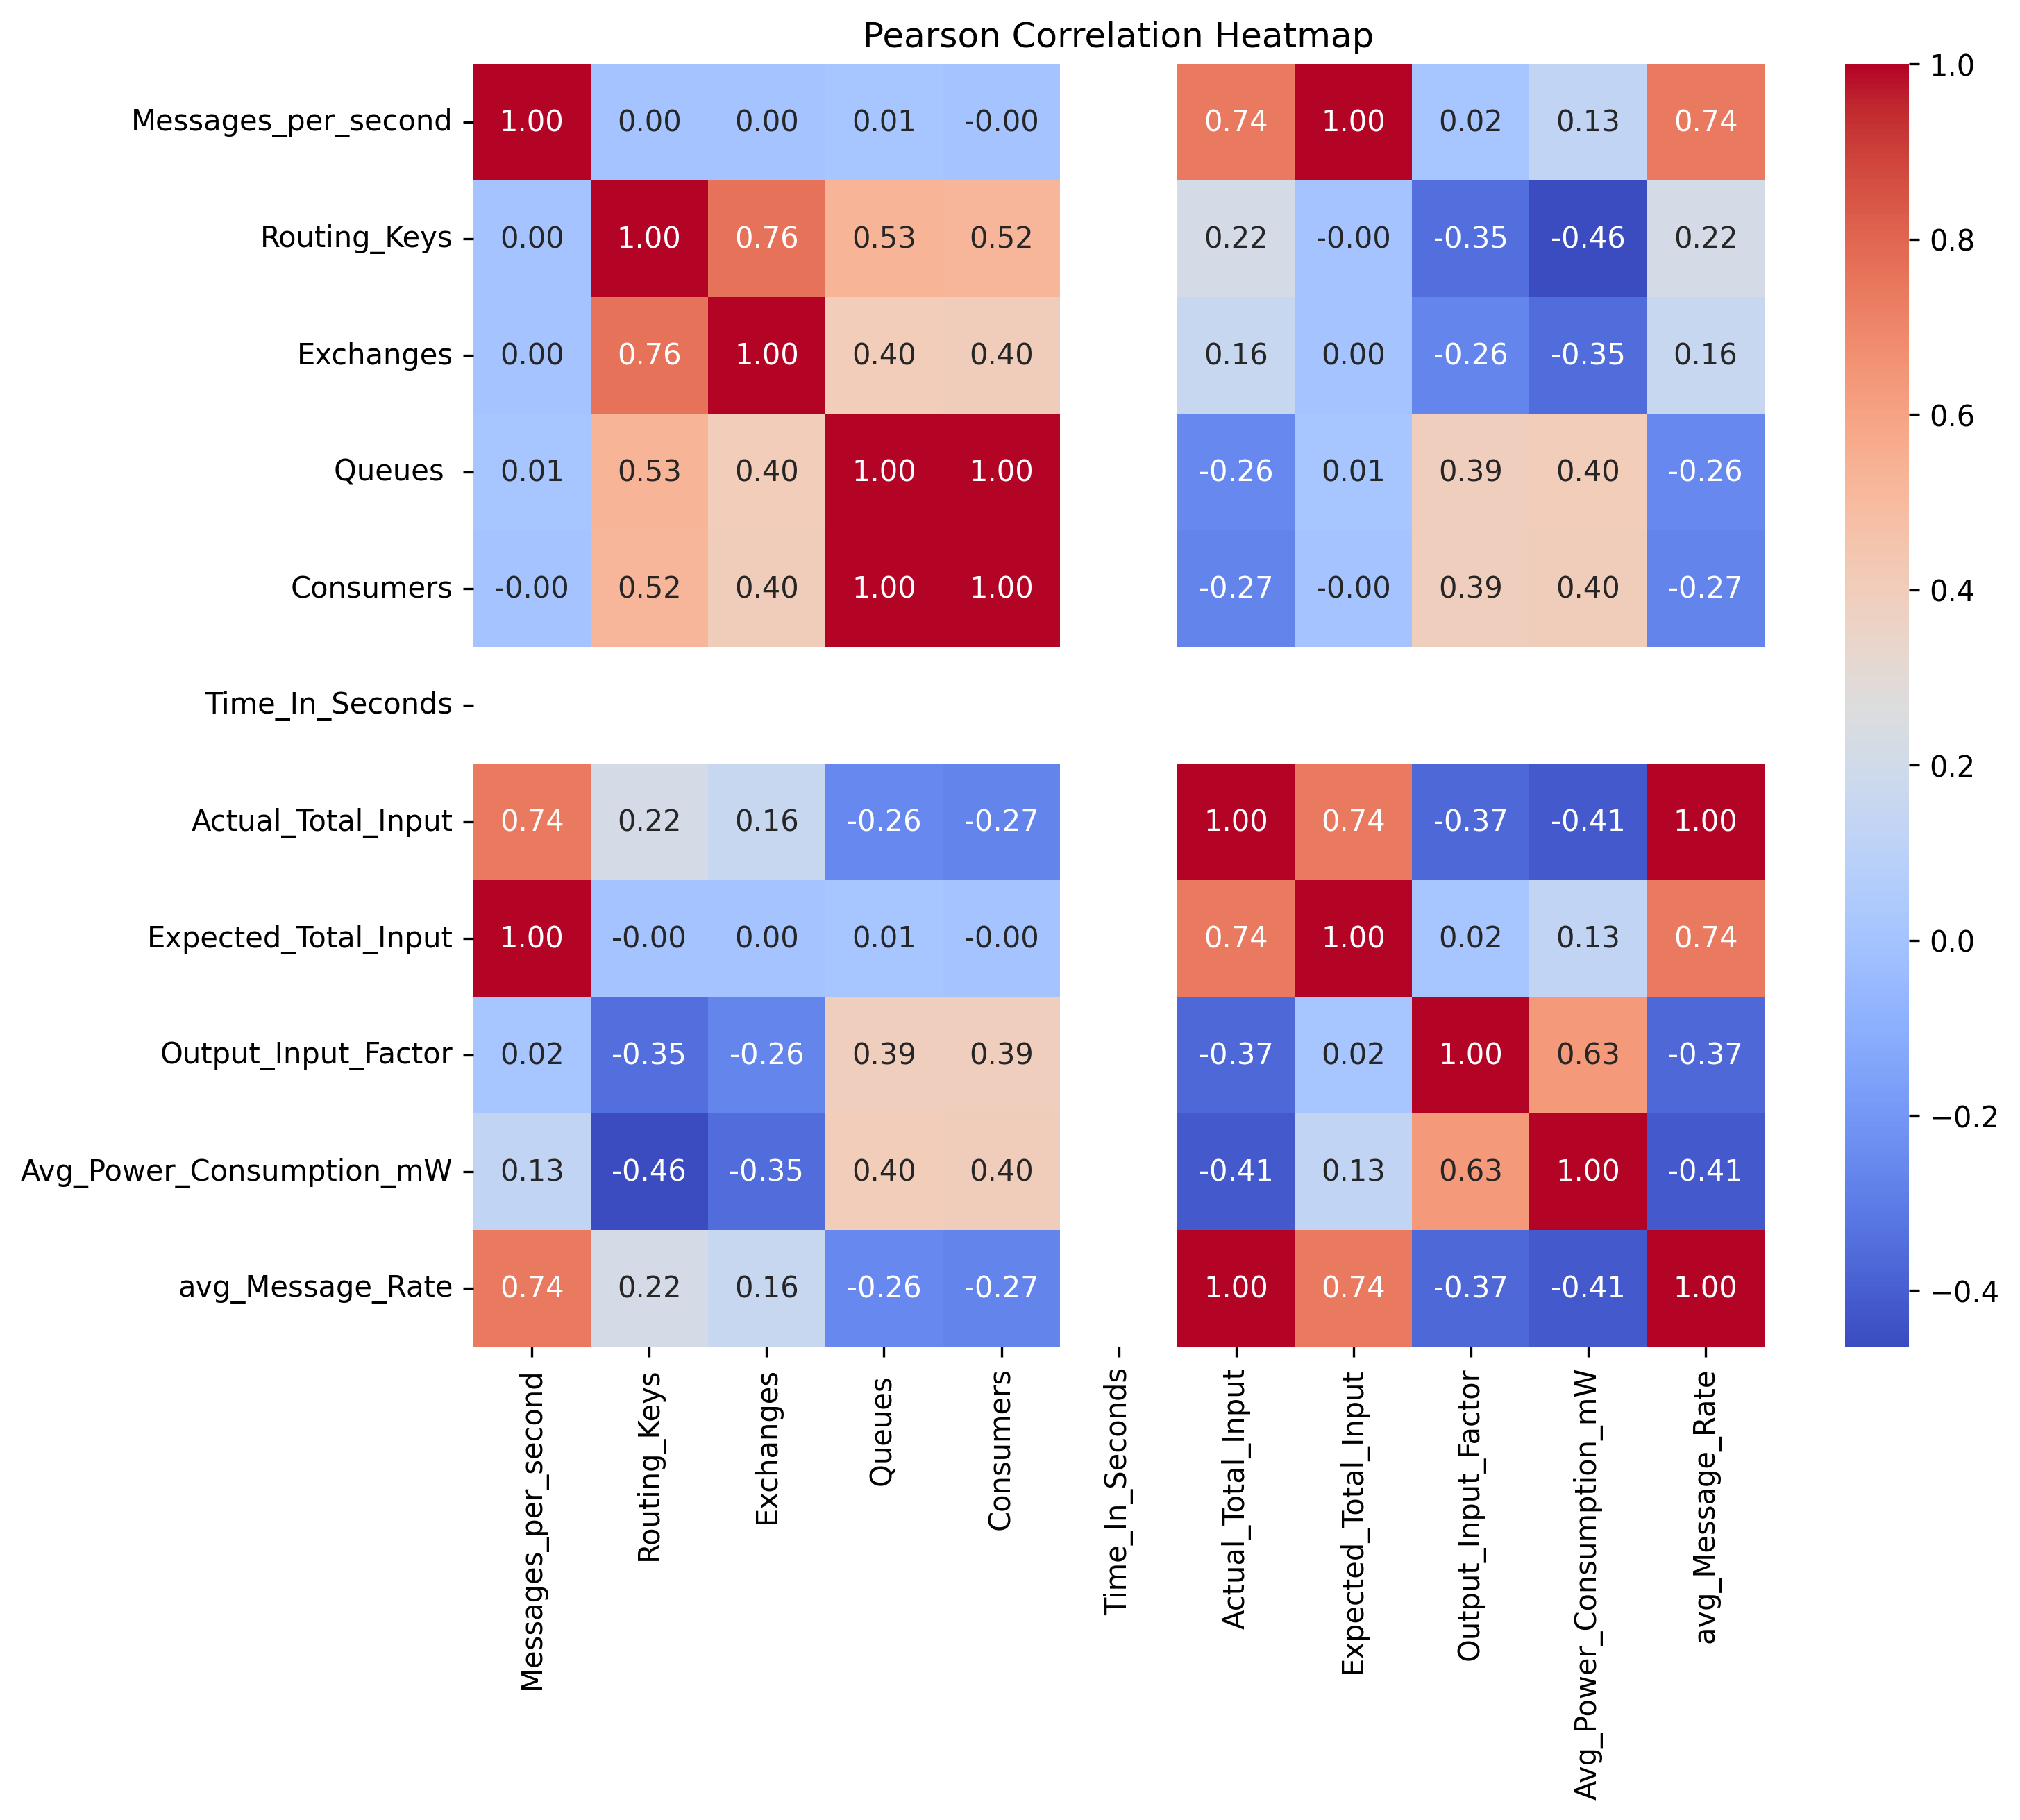 Pearson Correlation Heatmap
Messages_per_second 1.00 0.00 0.00 0.01 -0.00 0.74 1.00 0.02 0.13 0.74
Routing_Keys 0.00 1.00 0.76 0.53 0.52 0.22 -0.00 -0.35 -0.46 0.22
Exchanges 0.00 0.76 1.00 0.40 0.40 0.16 0.00 -0.26 -0.35 0.16
Queues 0.01 0.53 0.40 1.00 1.00 -0.26 0.01 0.39 0.40 -0.26
Consumers -0.00 0.52 0.40 1.00 1.00 -0.27 -0.00 0.39 0.40 -0.27
Time_In_Seconds
Actual_Total_Input 0.74 0.22 0.16 -0.26 -0.27 1.00 0.74 -0.37 -0.41 1.00
Expected_Total_Input 1.00 -0.00 0.00 0.01 -0.00 0.74 1.00 0.02 0.13 0.74
Output_Input_Factor 0.02 -0.35 -0.26 0.39 0.39 -0.37 0.02 1.00 0.63 -0.37
Avg_Power_Consumption_mW 0.13 -0.46 -0.35 0.40 0.40 -0.41 0.13 0.63 1.00 -0.41
avg_Message_Rate 0.74 0.22 0.16 -0.26 -0.27 1.00 0.74 -0.37 -0.41 1.00
Messages_per_second
Routing_Keys
Exchanges
Queues
Consumers
Time_In_Seconds
Actual_Total_Input
Expected_Total_Input
Output_Input_Factor
Avg_Power_Consumption_mW
avg_Message_Rate
1.0
0.8
0.6
0.4
0.2
0.0
−0.2
−0.4